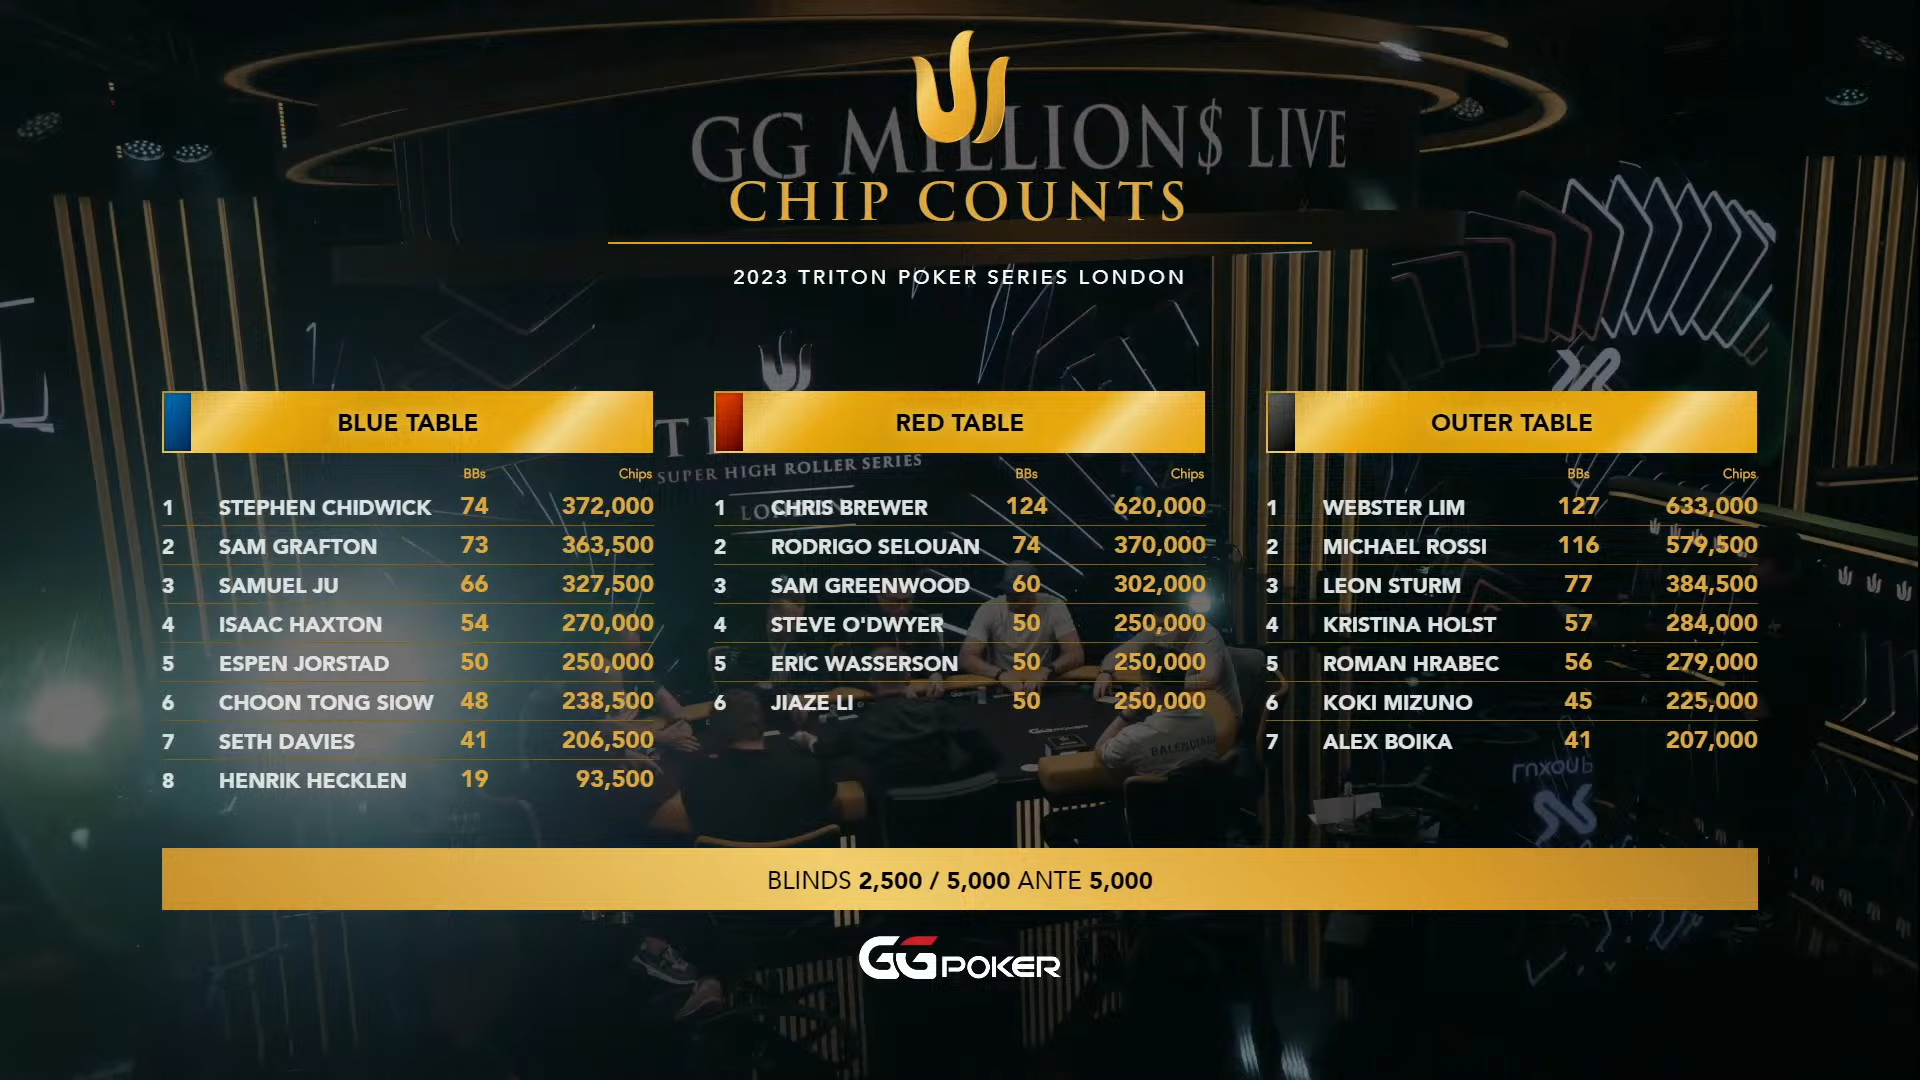 GG MILLION$ LIVE
CHIP COUNTS
2023 TRITON POKER SERIES LONDON
BLUE TABLE
BBs Chips
1 STEPHEN CHIDWICK 74 372,000
2 SAM GRAFTON 73 363,500
3 SAMUEL JU 66 327,500
4 ISAAC HAXTON 54 270,000
5 ESPEN JORSTAD 50 250,000
6 CHOON TONG SIOW 48 238,500
7 SETH DAVIES 41 206,500
8 HENRIK HECKLEN 19 93,500
SUPER HIGH ROLLER SERIES
RED TABLE
BBs Chips
1 CHRIS BREWER 124 620,000
2 RODRIGO SELOUAN 74 370,000
3 SAM GREENWOOD 60 302,000
4 STEVE O'DWYER 50 250,000
5 ERIC WASSERSON 50 250,000
6 JIAZE LI 50 250,000
OUTER TABLE
BBs Chips
1 WEBSTER LIM 127 633,000
2 MICHAEL ROSSI 116 579,500
3 LEON STURM 77 384,500
4 KRISTINA HOLST 57 284,000
5 ROMAN HRABEC 56 279,000
6 KOKI MIZUNO 45 225,000
7 ALEX BOIKA 41 207,000
BLINDS 2,500 / 5,000 ANTE 5,000
GGPOKER